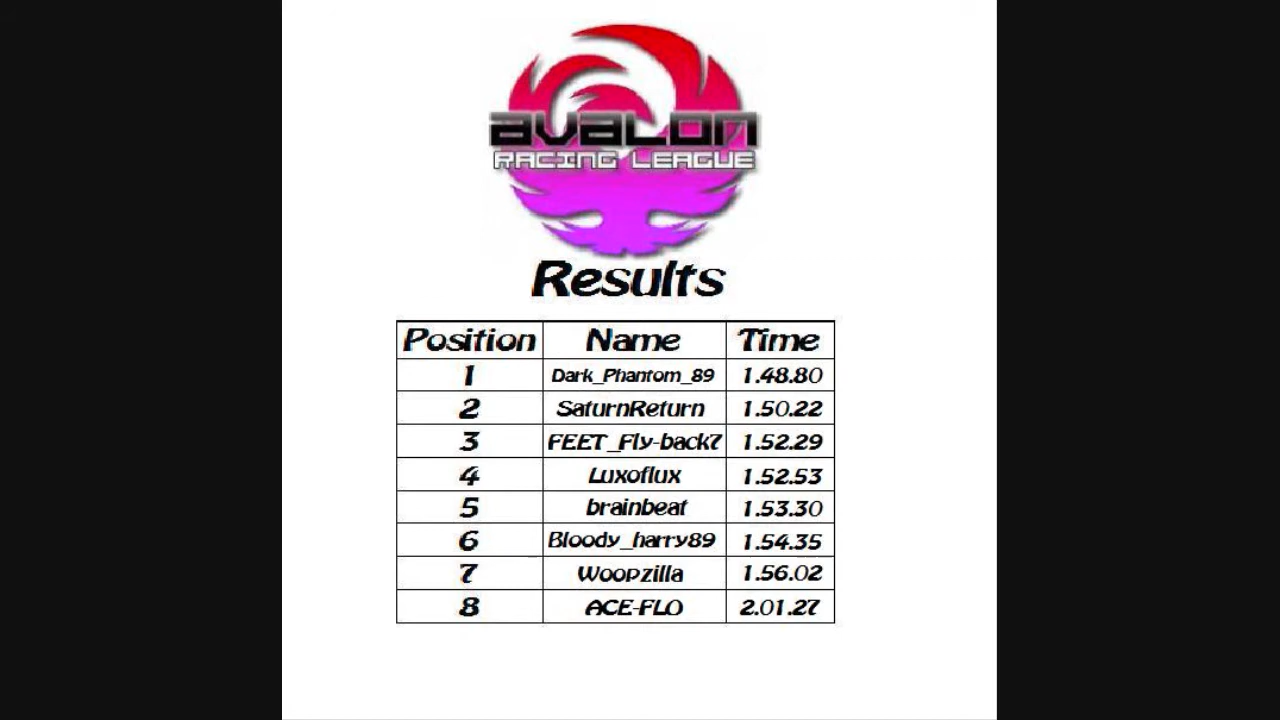 AVALON
RACING LEAGUE
Results
Position Name Time
1 Dark_Phantom_89 1.48.80
2 SaturnReturn 1.50.22
3 FEET_Fly-back7 1.52.29
4 Luxoflux 1.52.53
5 brainbeat 1.53.30
6 Bloody_harry89 1.54.35
7 Woopzilla 1.56.02
8 ACE-FLO 2.01.27